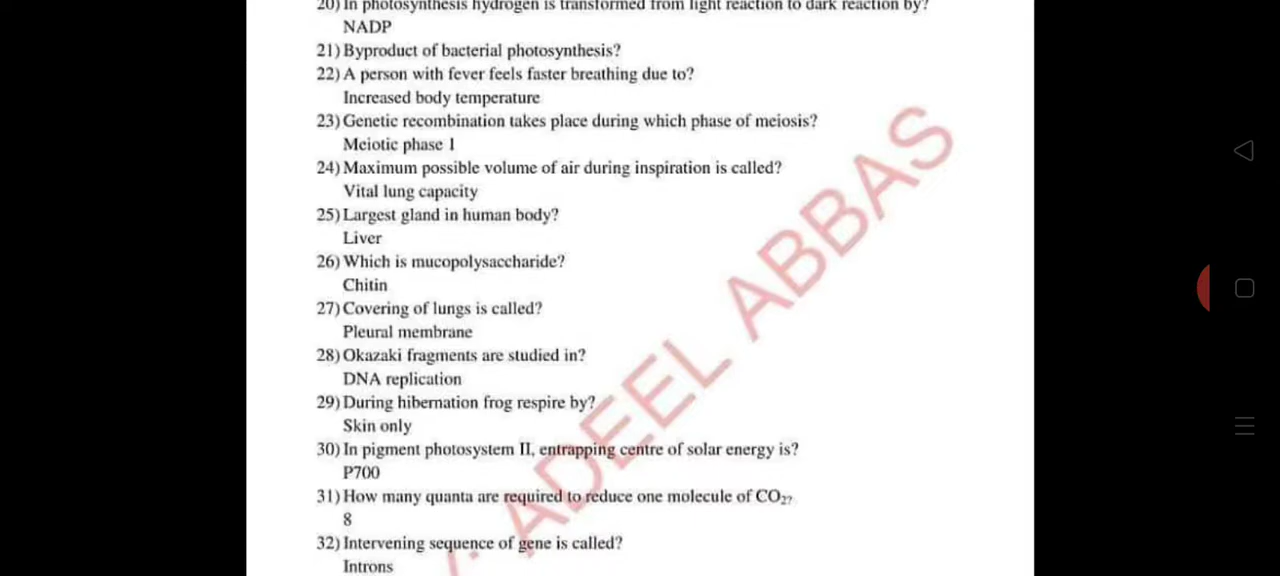 20) In photosynthesis hydrogen is transformed from light reaction to dark reaction by?
NADP
21) Byproduct of bacterial photosynthesis?
22) A person with fever feels faster breathing due to?
Increased body temperature
23) Genetic recombination takes place during which phase of meiosis?
Meiotic phase I
24) Maximum possible volume of air during inspiration is called?
Vital lung capacity
25) Largest gland in human body?
Liver
26) Which is mucopolysaccharide?
Chitin
27) Covering of lungs is called?
Pleural membrane
28) Okazaki fragments are studied in?
DNA replication
29) During hibernation frog respire by?
Skin only
30) In pigment photosystem II, entrapping centre of solar energy is?
P700
31) How many quanta are required to reduce one molecule of CO₂?
8
32) Intervening sequence of gene is called?
Introns
ADEEL ABBAS